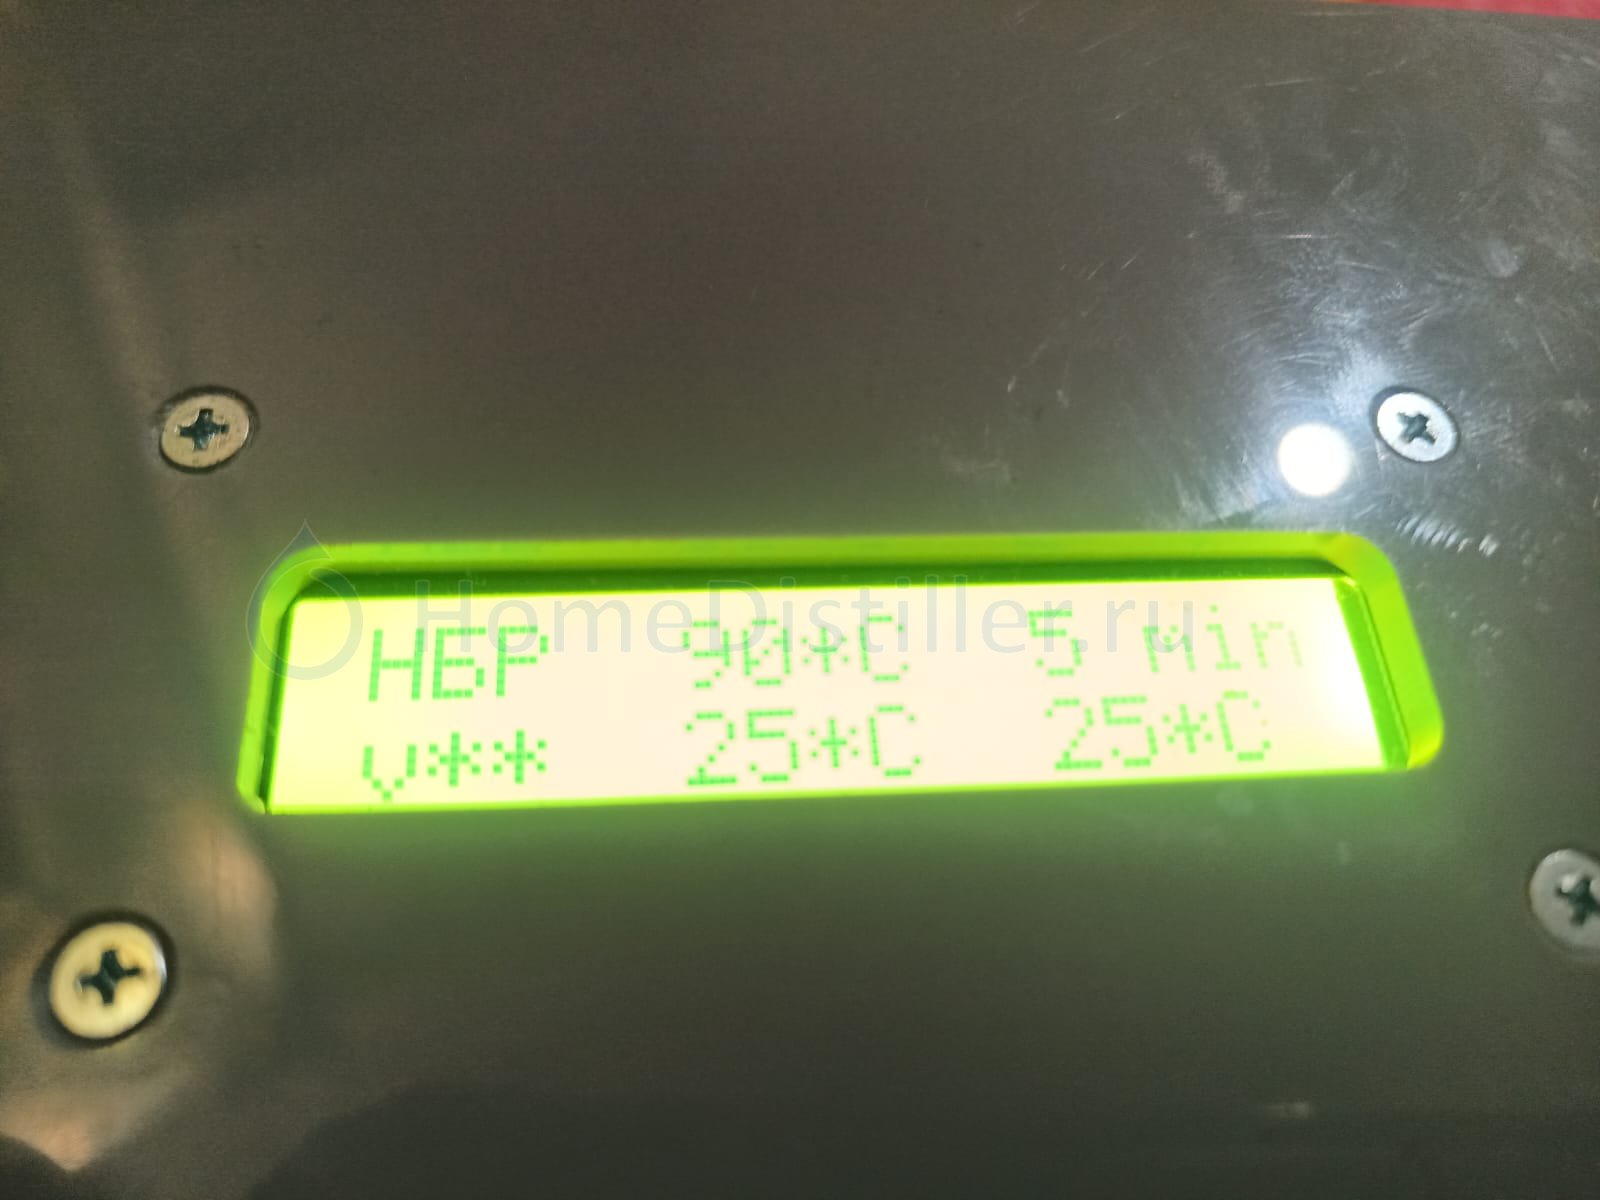 HomeDistiller.ru
НБР 90*C 5 min
v** 25*C 25*C